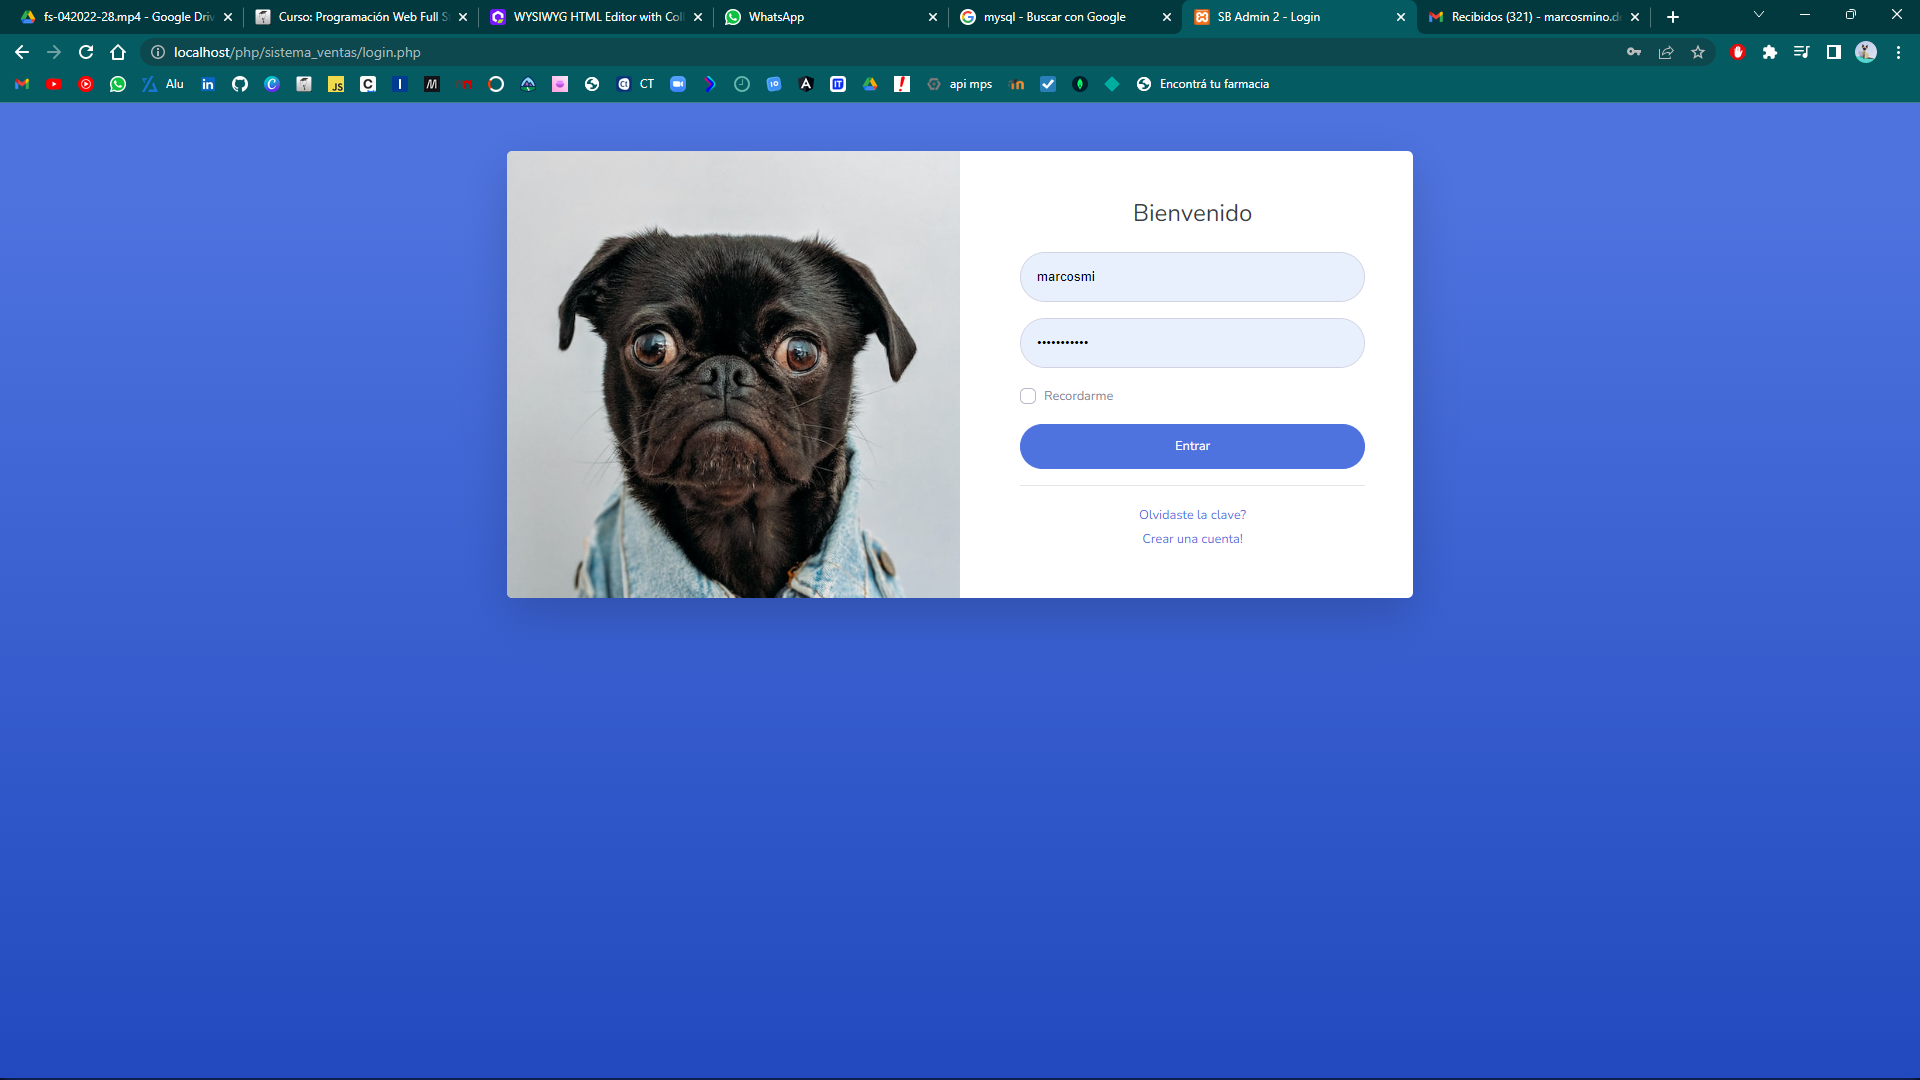 fs-042022-28.mp4 - Google Driv
Curso: Programación Web Full S
WYSIWYG HTML Editor with Coll
WhatsApp
mysql - Buscar con Google
SB Admin 2 - Login
Recibidos (321) - marcosmino.d
localhost/php/sistema_ventas/login.php
Alu
CT
api mps
Encontrá tu farmacia
Bienvenido
marcosmi
•••••••••••
Recordarme
Entrar
Olvidaste la clave?
Crear una cuenta!